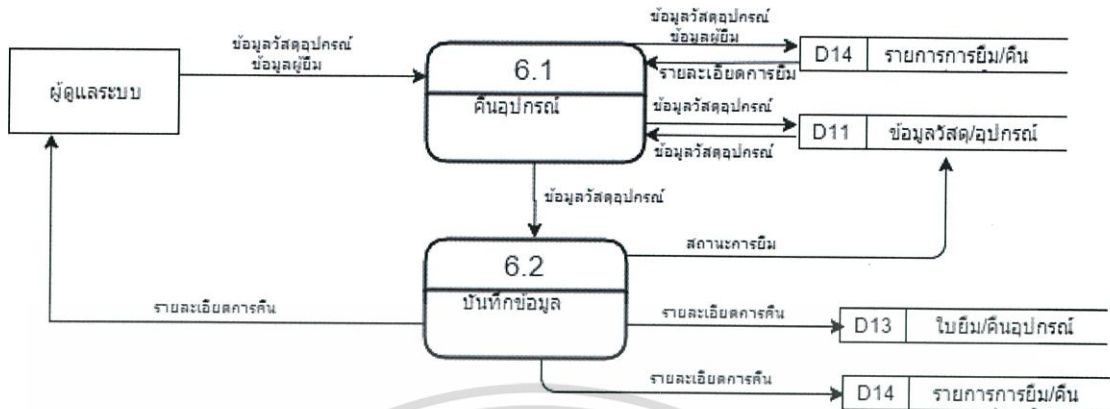 ข้อมูลวัสดุอุปกรณ์
ข้อมูลผู้ยืม
ผู้ดูแลระบบ
6.1
คืนอุปกรณ์
ข้อมูลวัสดุอุปกรณ์
ข้อมูลผู้ยืม
รายละเอียดการยืม
D14 รายการการยืม/คืน
ข้อมูลวัสดุอุปกรณ์
ข้อมูลวัสดุอุปกรณ์
D11 ข้อมูลวัสดุ/อุปกรณ์
ข้อมูลวัสดุอุปกรณ์
6.2
บันทึกข้อมูล
สถานะการยืม
รายละเอียดการคืน
รายละเอียดการคืน
D13 ใบยืม/คืนอุปกรณ์
รายละเอียดการคืน
D14 รายการการยืม/คืน